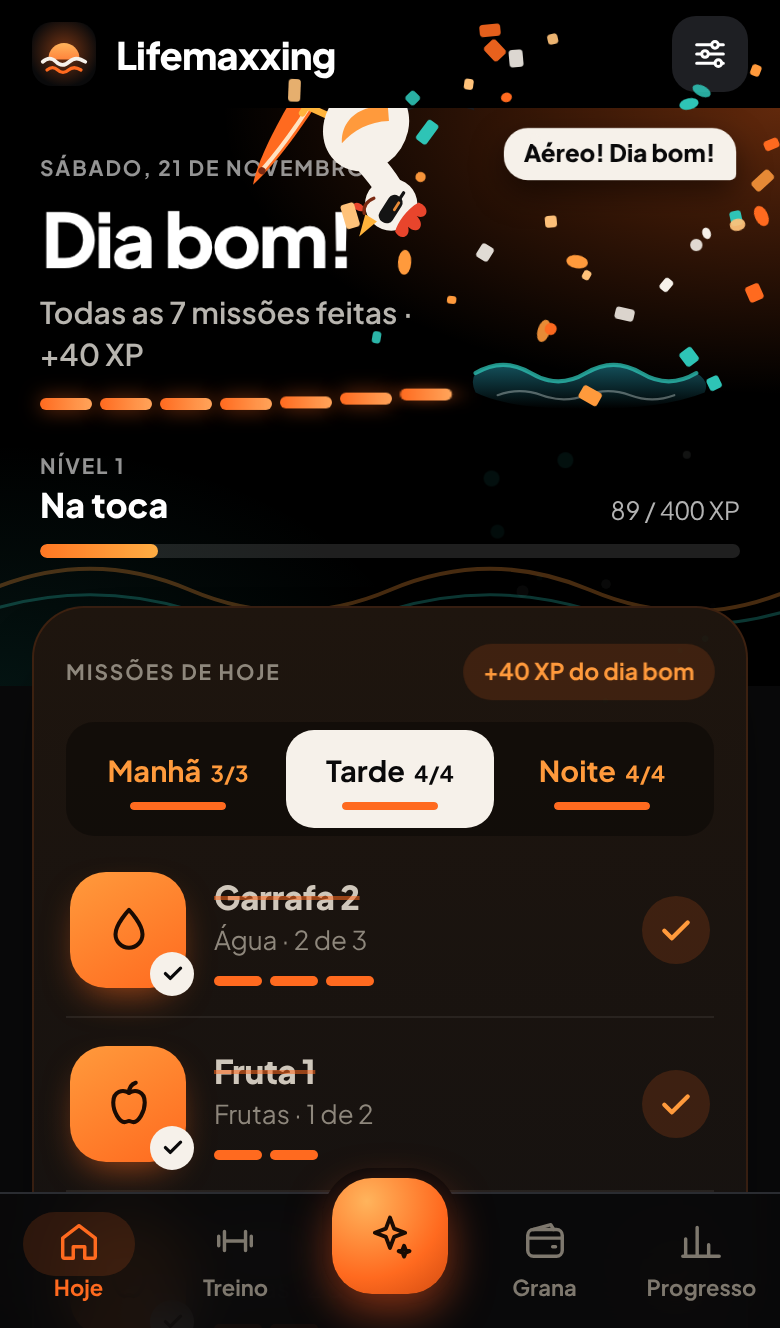 Lifemaxxing
SÁBADO, 21 DE NOVEMBRO
Aéreo! Dia bom!
Dia bom!
Todas as 7 missões feitas ·
+40 XP
NÍVEL 1
Na toca
89 / 400 XP
MISSÕES DE HOJE
+40 XP do dia bom
Manhã 3/3
Tarde 4/4
Noite 4/4
Garrafa 2
Água · 2 de 3
Fruta 1
Frutas · 1 de 2
Hoje
Treino
Grana
Progresso